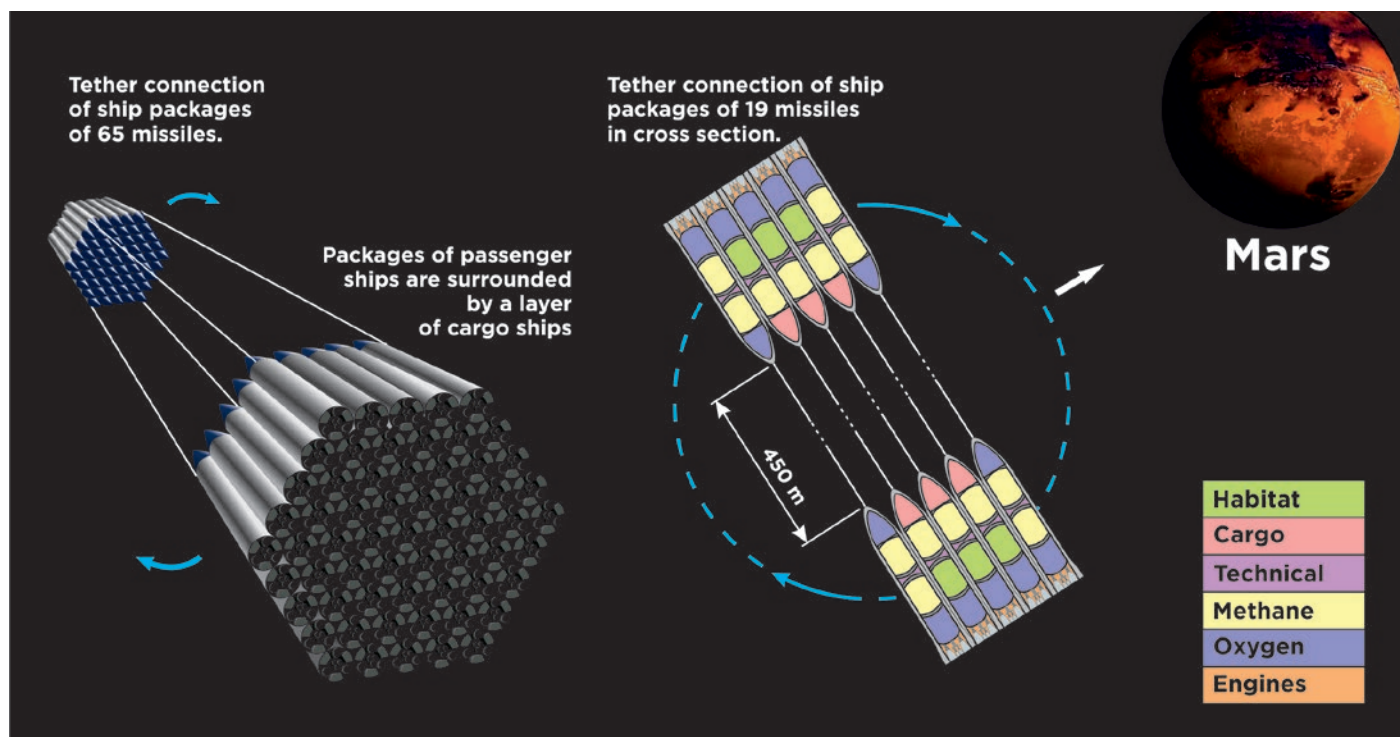 Tether connection
of ship packages
of 65 missiles.
Packages of passenger
ships are surrounded
by a layer
of cargo ships
Tether connection of ship
packages of 19 missiles
in cross section.
450 m
Mars
Habitat
Cargo
Technical
Methane
Oxygen
Engines